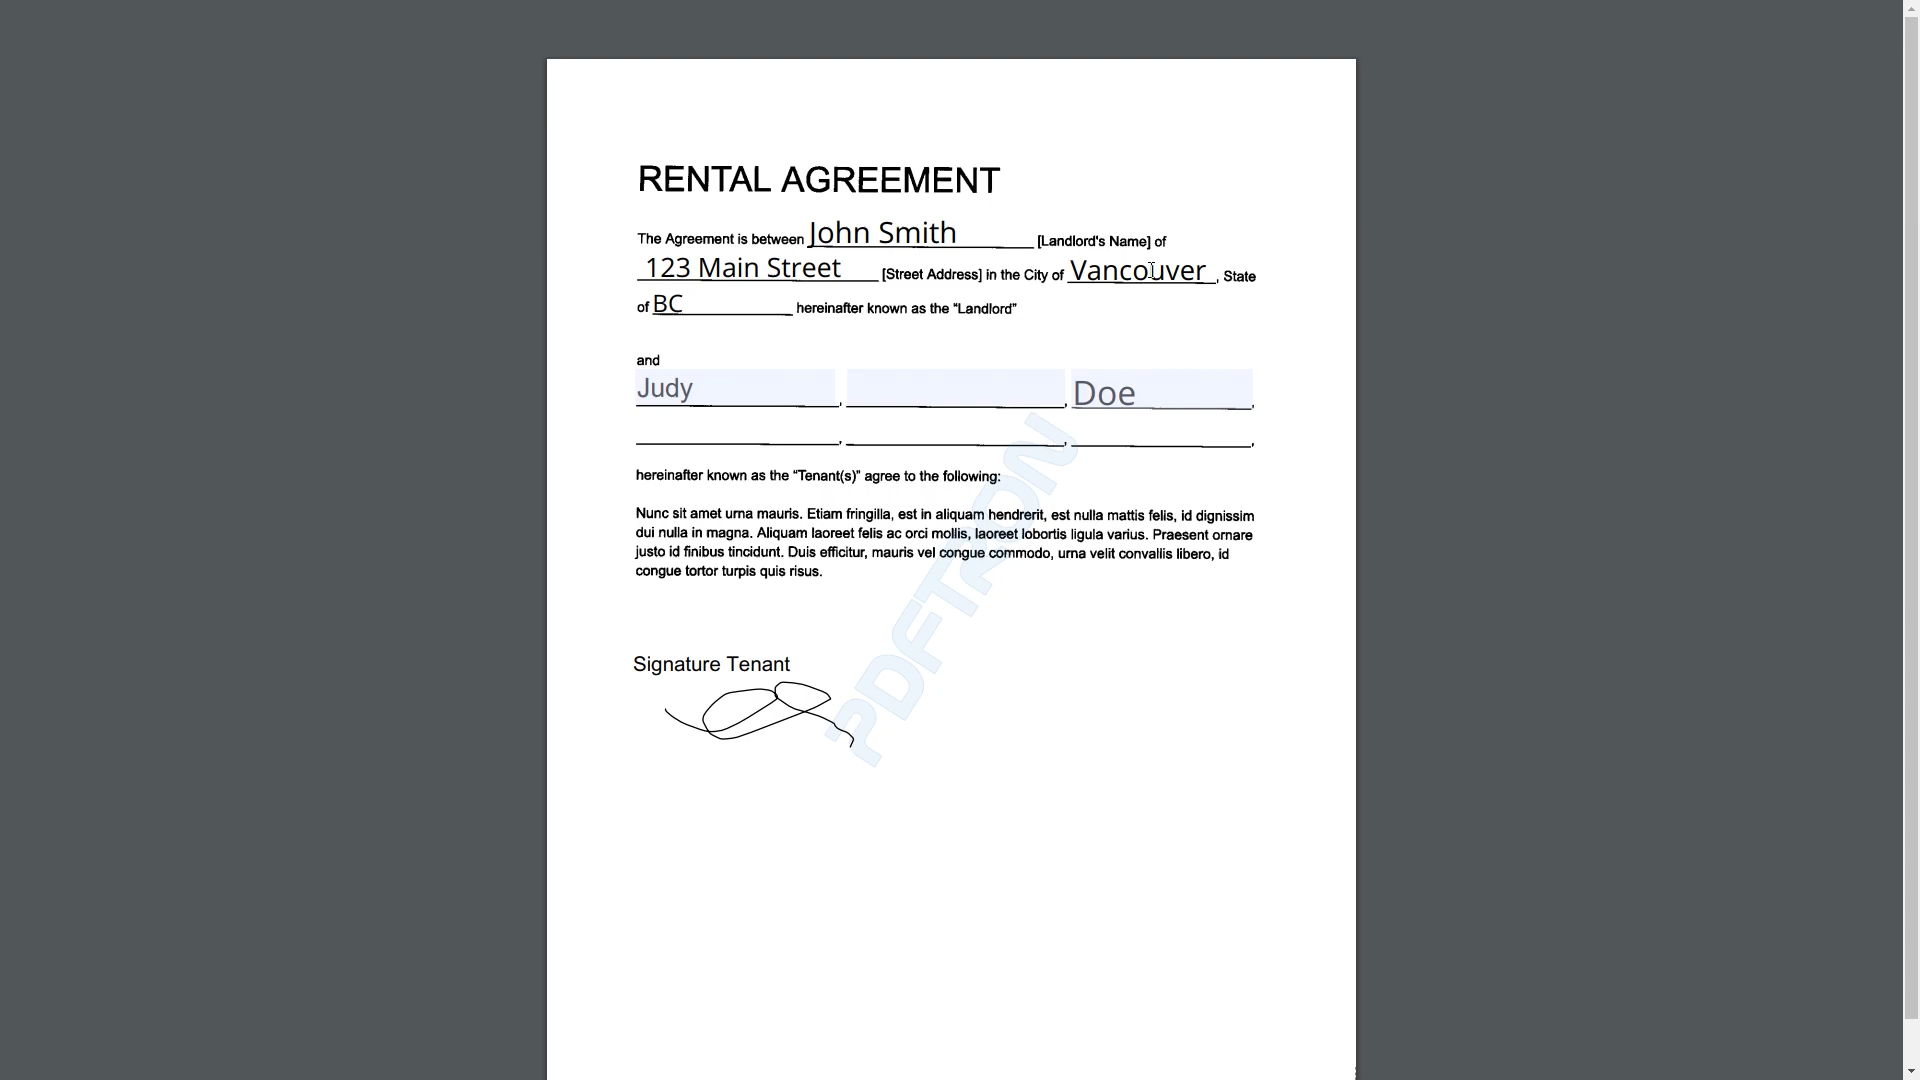 RENTAL AGREEMENT
The Agreement is between John Smith [Landlord's Name] of
123 Main Street [Street Address] in the City of Vancouver, State
of BC hereinafter known as the “Landlord”
and
Judy, , Doe,
, , ,
hereinafter known as the “Tenant(s)” agree to the following:
Nunc sit amet urna mauris. Etiam fringilla, est in aliquam hendrerit, est nulla mattis felis, id dignissim
dui nulla in magna. Aliquam laoreet felis ac orci mollis, laoreet lobortis ligula varius. Praesent ornare
justo id finibus tincidunt. Duis efficitur, mauris vel congue commodo, urna velit convallis libero, id
congue tortor turpis quis risus.
PDFTRON
Signature Tenant